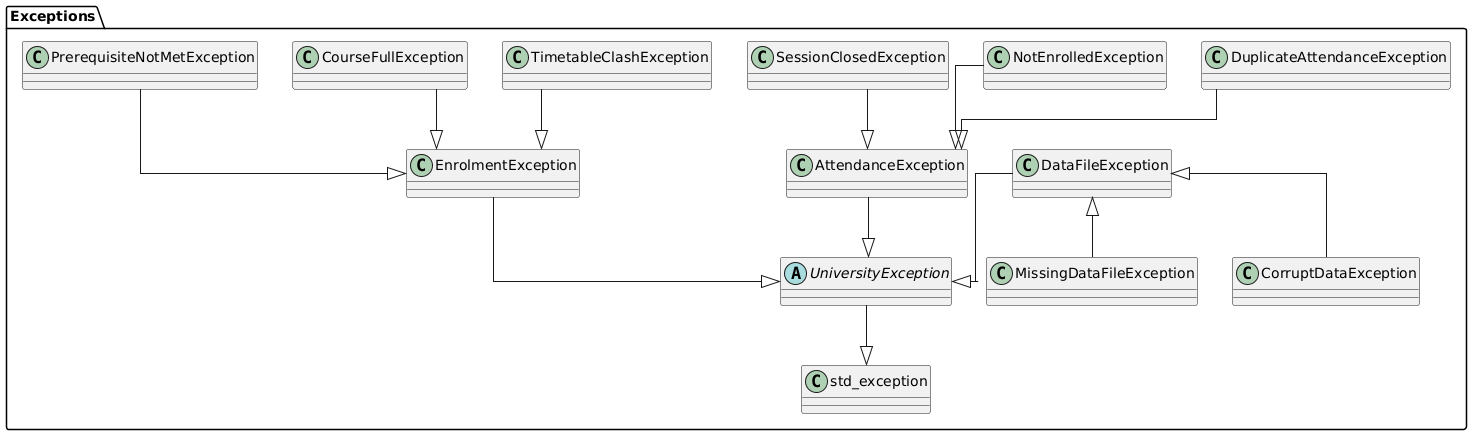 Exceptions
C PrerequisiteNotMetException
C CourseFullException
C TimetableClashException
C SessionClosedException
C NotEnrolledException
C DuplicateAttendanceException
C EnrolmentException
C AttendanceException
C DataFileException
A UniversityException
C MissingDataFileException
C CorruptDataException
C std_exception